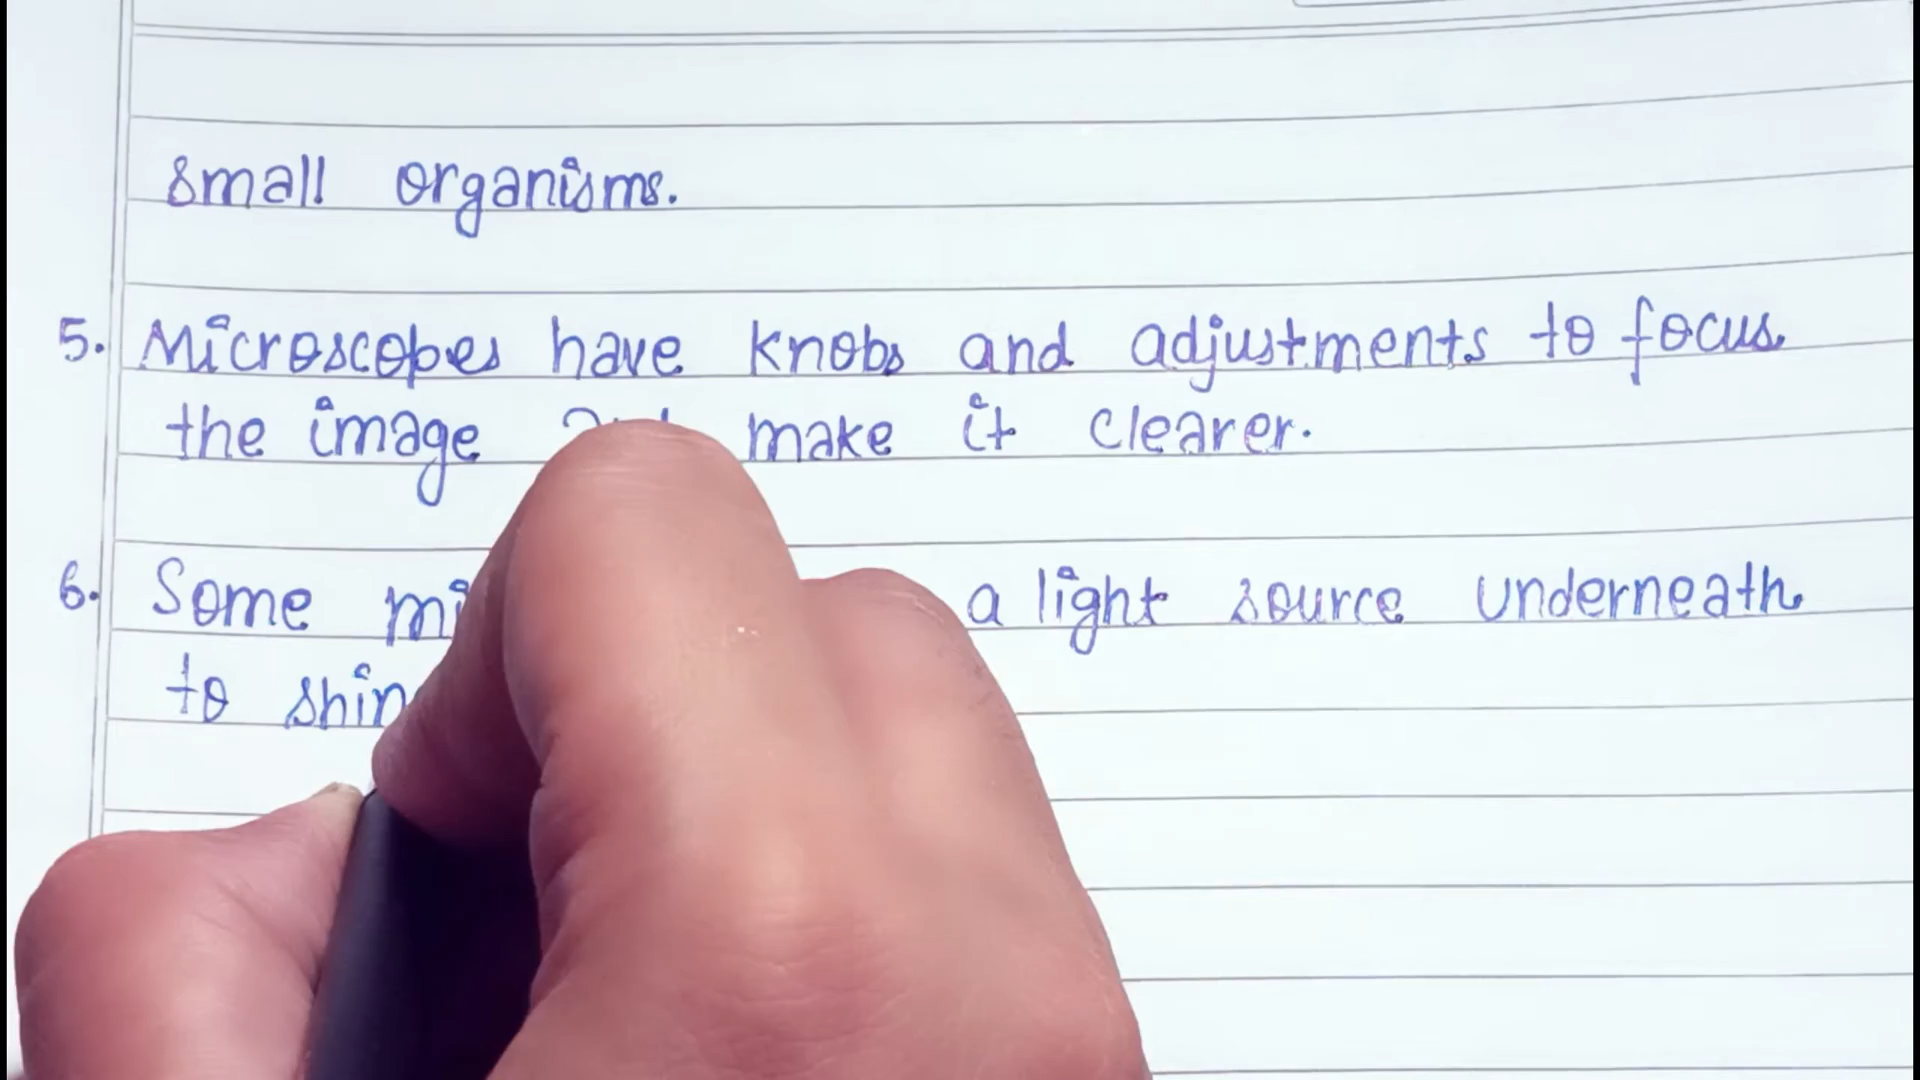 small organisms.
5. Microscopes have knobs and adjustments to focus
the image make it clearer.
6. Some a light source underneath
to